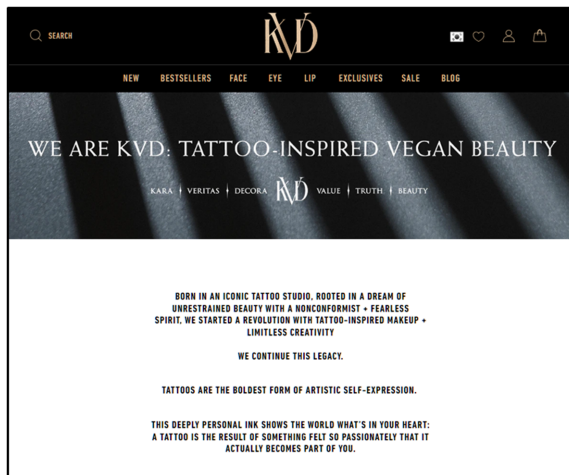 SEARCH
KVD
NEW BESTSELLERS FACE EYE LIP EXCLUSIVES SALE BLOG
WE ARE KVD: TATTOO-INSPIRED VEGAN BEAUTY
KARA VERITAS DECORA KVD VALUE TRUTH BEAUTY
BORN IN AN ICONIC TATTOO STUDIO, ROOTED IN A DREAM OF
UNRESTRAINED BEAUTY WITH A NONCONFORMIST + FEARLESS
SPIRIT, WE STARTED A REVOLUTION WITH TATTOO-INSPIRED MAKEUP +
LIMITLESS CREATIVITY
WE CONTINUE THIS LEGACY.
TATTOOS ARE THE BOLDEST FORM OF ARTISTIC SELF-EXPRESSION.
THIS DEEPLY PERSONAL INK SHOWS THE WORLD WHAT'S IN YOUR HEART:
A TATTOO IS THE RESULT OF SOMETHING FELT SO PASSIONATELY THAT IT
ACTUALLY BECOMES PART OF YOU.